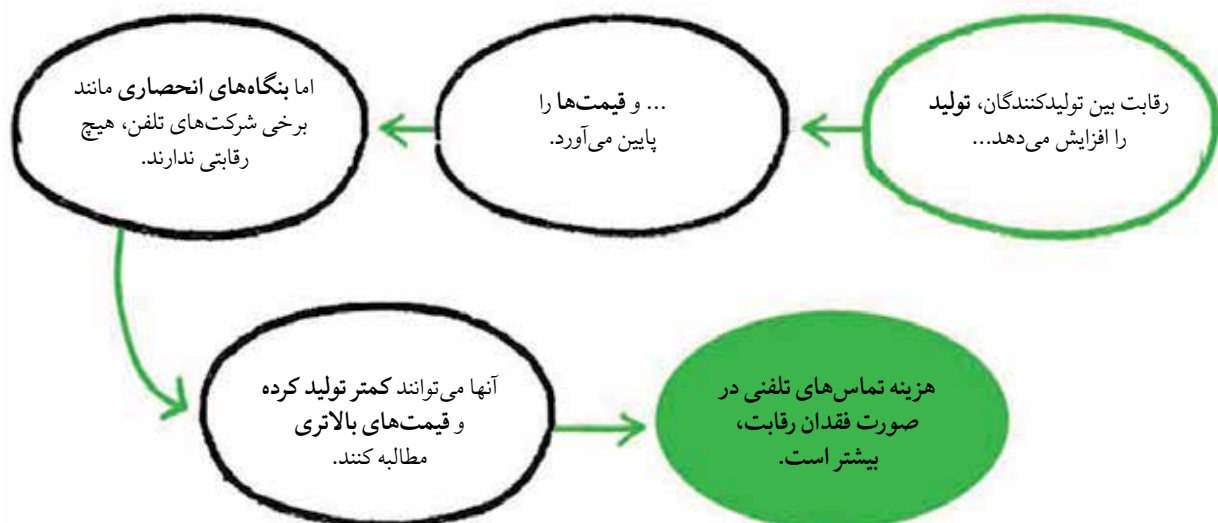 رقابت بین تولیدکنندگان، تولید
را افزایش می‌دهد...
... و قیمت‌ها را
پایین می‌آورد.
اما بنگاه‌های انحصاری مانند
برخی شرکت‌های تلفن، هیچ
رقابتی ندارند.
آنها می‌توانند کمتر تولید کرده
و قیمت‌های بالاتری
مطالبه کنند.
هزینه تماس‌های تلفنی در
صورت فقدان رقابت،
بیشتر است.